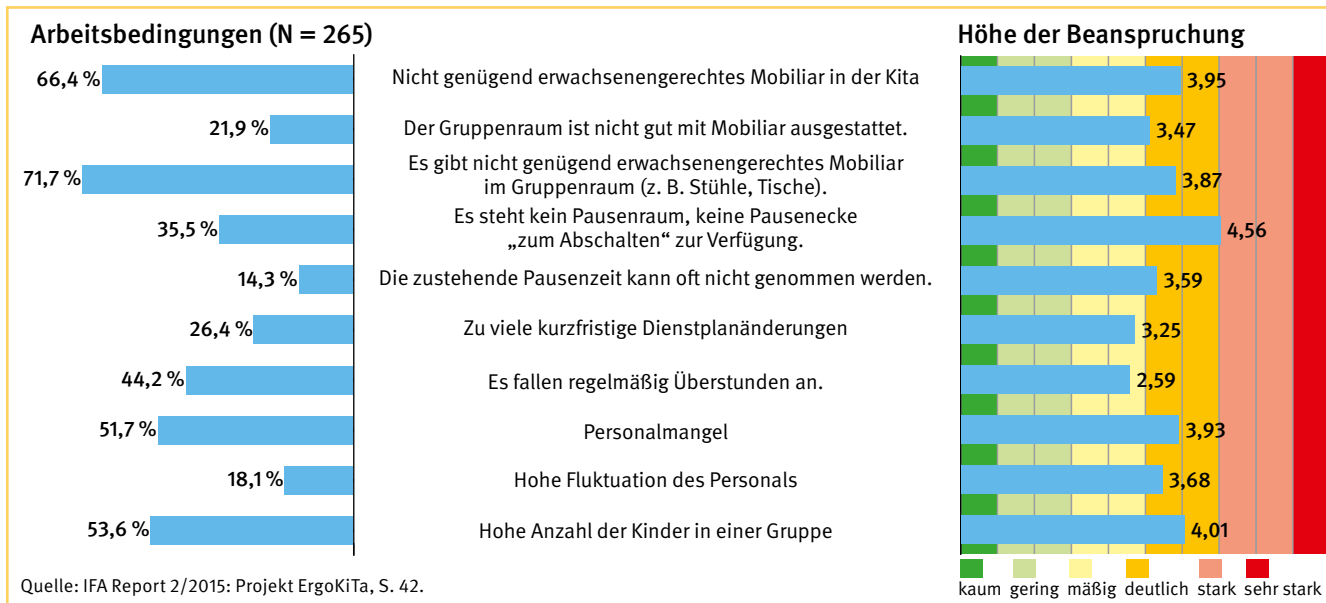 Arbeitsbedingungen (N = 265)
Höhe der Beanspruchung
66,4 %
Nicht genügend erwachsenengerechtes Mobiliar in der Kita
3,95
21,9 %
Der Gruppenraum ist nicht gut mit Mobiliar ausgestattet.
3,47
71,7 %
Es gibt nicht genügend erwachsenengerechtes Mobiliar
im Gruppenraum (z. B. Stühle, Tische).
3,87
35,5 %
Es steht kein Pausenraum, keine Pausenecke
„zum Abschalten“ zur Verfügung.
4,56
14,3 %
Die zustehende Pausenzeit kann oft nicht genommen werden.
3,59
26,4 %
Zu viele kurzfristige Dienstplanänderungen
3,25
44,2 %
Es fallen regelmäßig Überstunden an.
2,59
51,7 %
Personalmangel
3,93
18,1 %
Hohe Fluktuation des Personals
3,68
53,6 %
Hohe Anzahl der Kinder in einer Gruppe
4,01
Quelle: IFA Report 2/2015: Projekt ErgoKiTa, S. 42.
kaum gering mäßig deutlich stark sehr stark